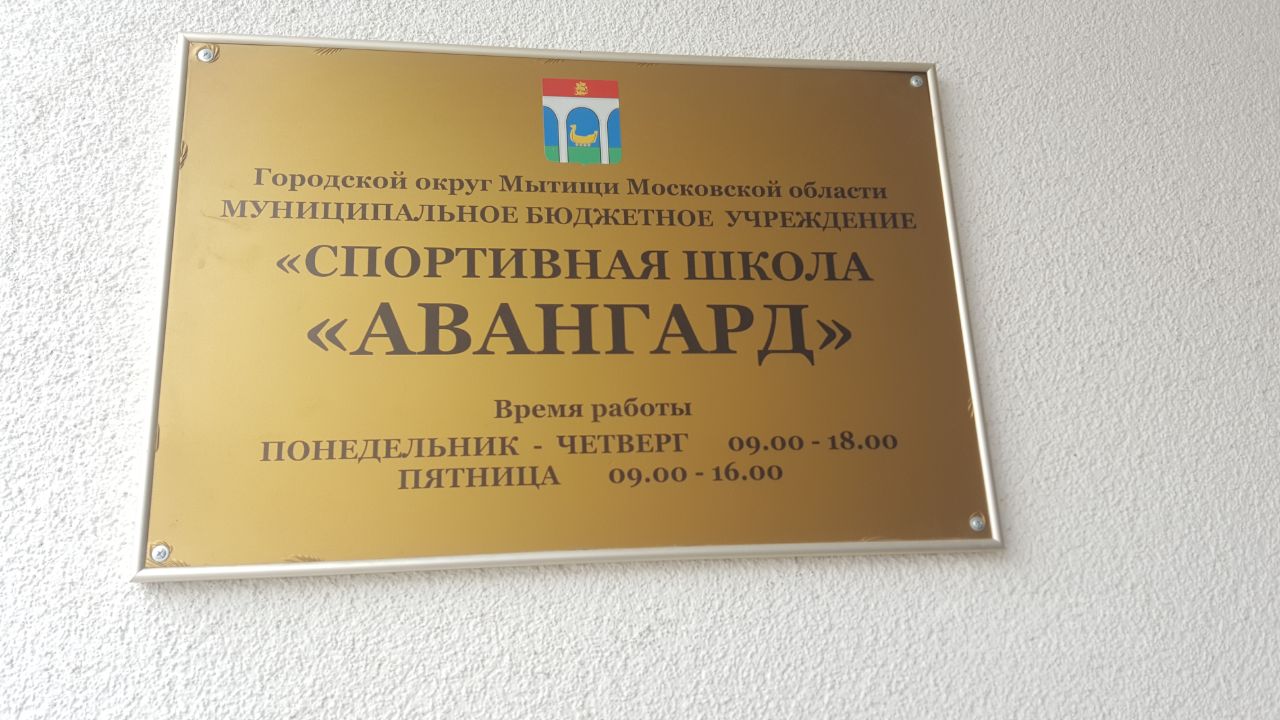 Городской округ Мытищи Московской области
МУНИЦИПАЛЬНОЕ БЮДЖЕТНОЕ УЧРЕЖДЕНИЕ
«СПОРТИВНАЯ ШКОЛА
«АВАНГАРД»
Время работы
ПОНЕДЕЛЬНИК - ЧЕТВЕРГ 09.00 - 18.00
ПЯТНИЦА 09.00 - 16.00